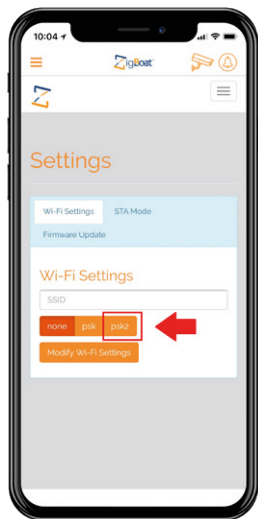 10:04
ZigBoat
Z
Settings
Wi-Fi Settings STA Mode
Firmware Update
Wi-Fi Settings
SSID
none psk psk2
Modify Wi-Fi Settings